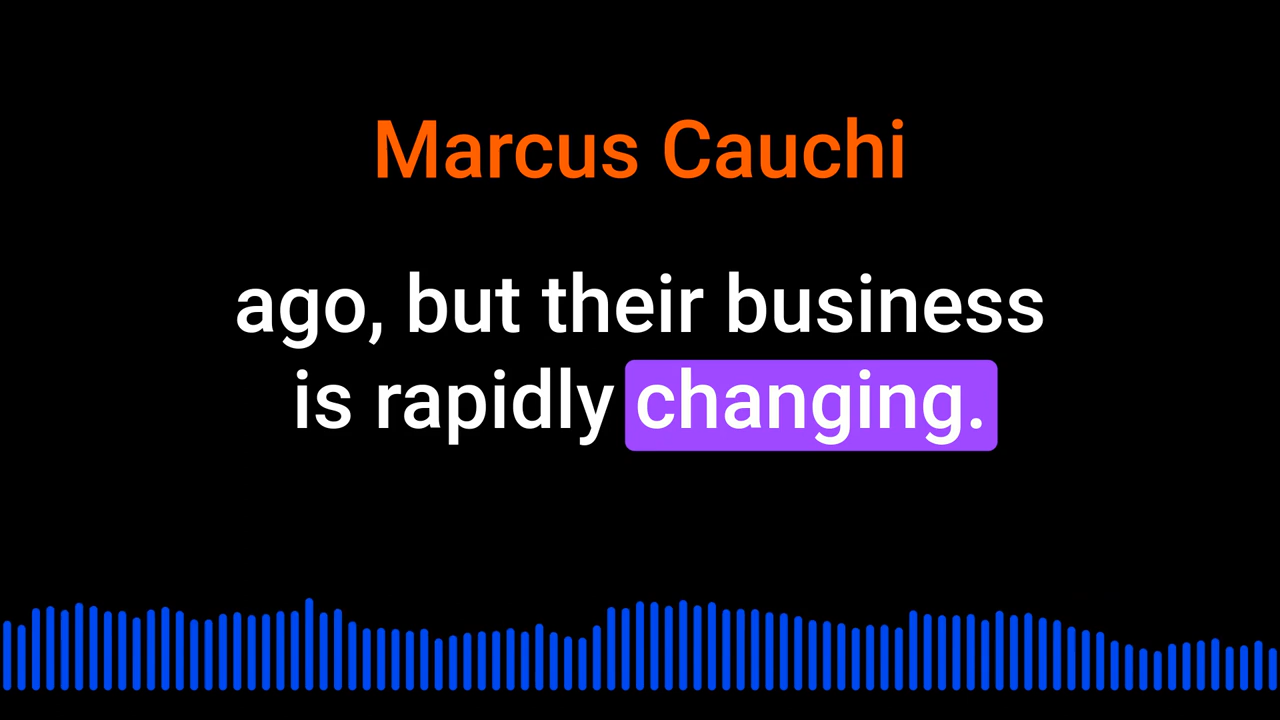 Marcus Cauchi
ago, but their business
is rapidly changing.